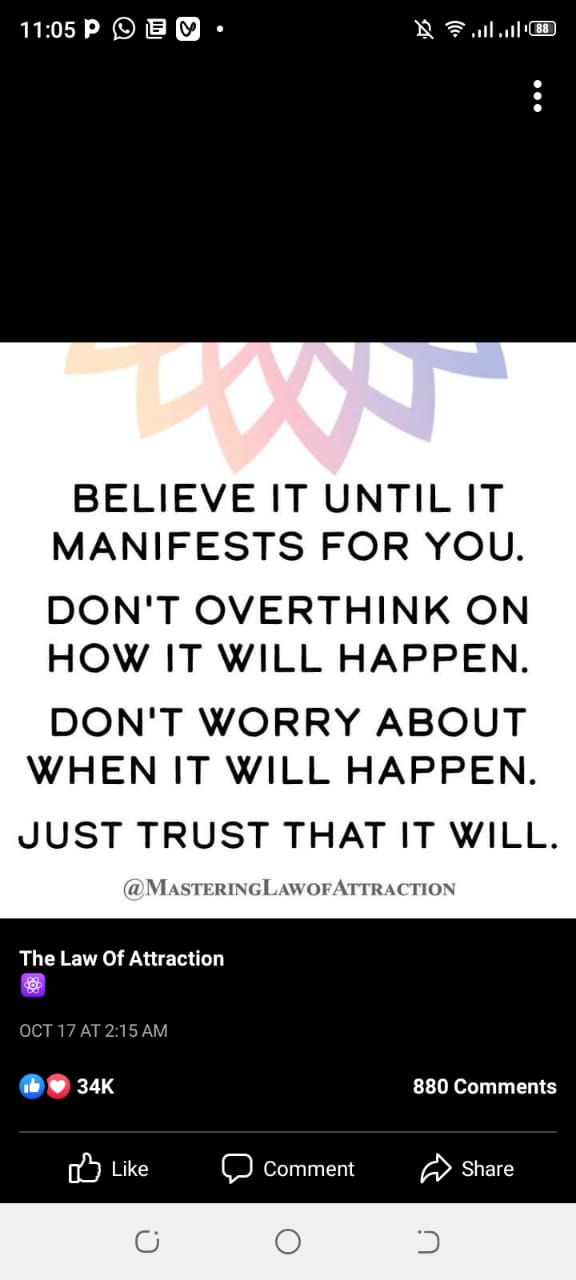 11:05
88
BELIEVE IT UNTIL IT
MANIFESTS FOR YOU.
DON'T OVERTHINK ON
HOW IT WILL HAPPEN.
DON'T WORRY ABOUT
WHEN IT WILL HAPPEN.
JUST TRUST THAT IT WILL.
@MASTERINGLAWOFATTRACTION
The Law Of Attraction
OCT 17 AT 2:15 AM
34K 880 Comments
Like Comment Share